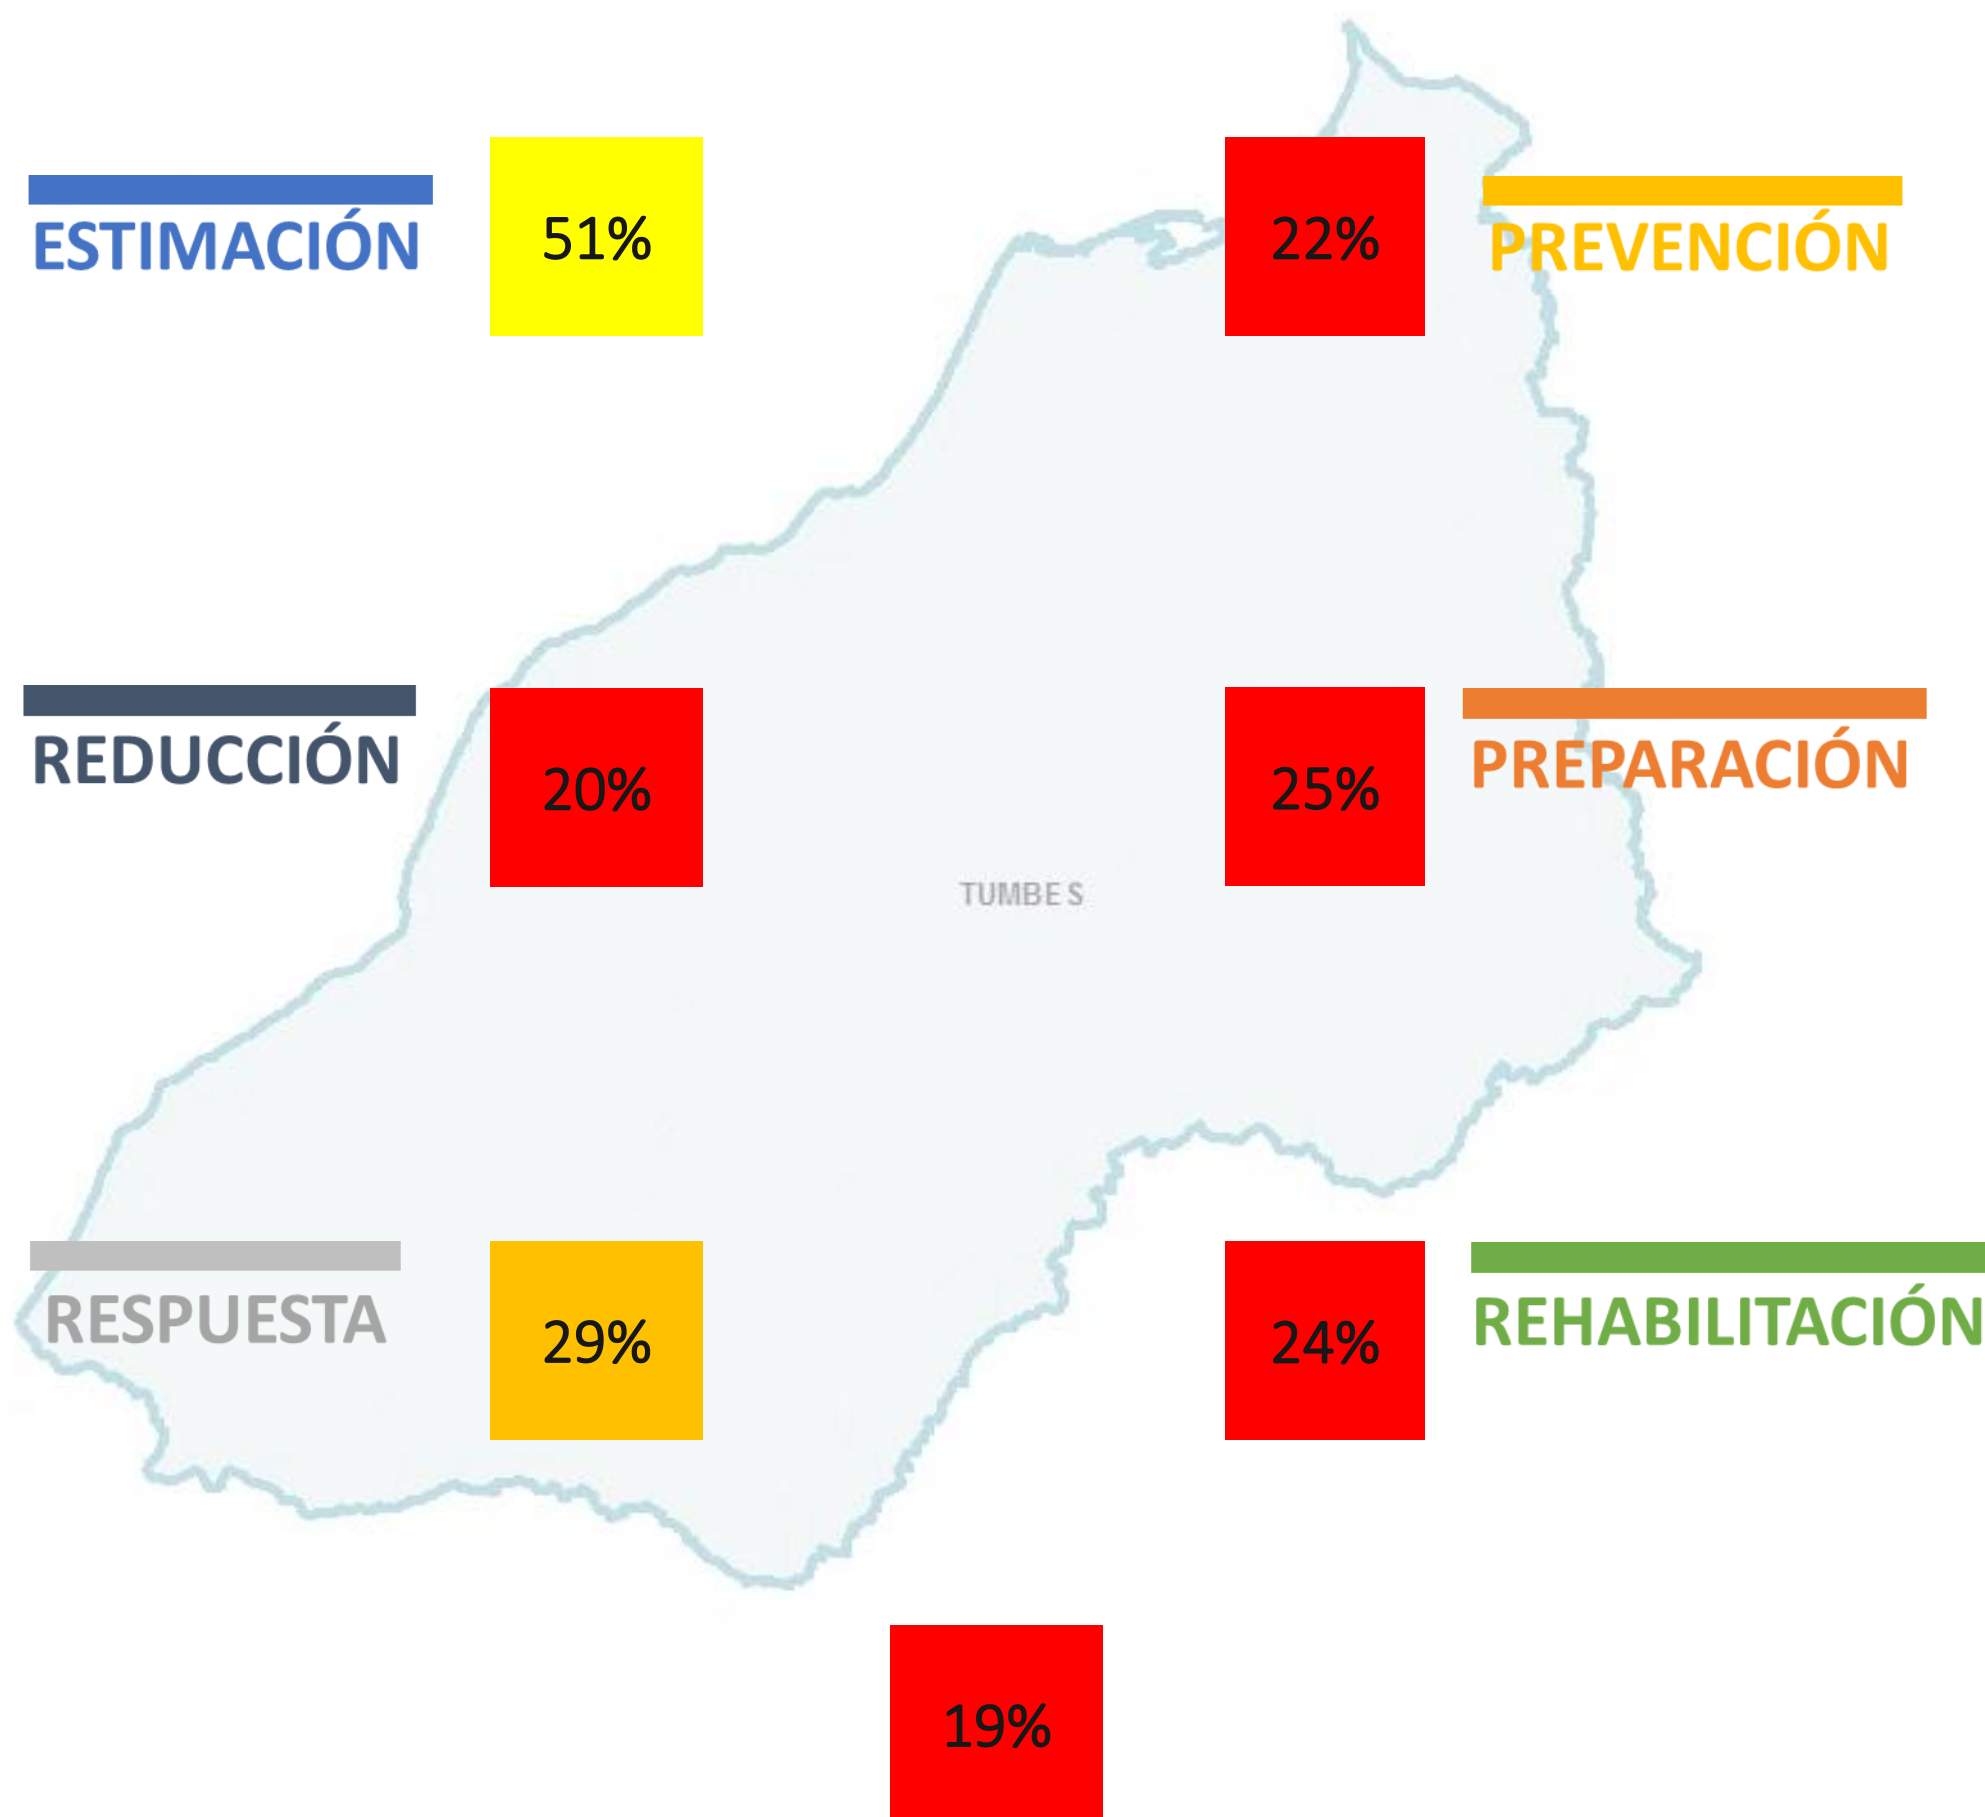 ESTIMACIÓN
51%
22%
PREVENCIÓN
REDUCCIÓN
20%
25%
PREPARACIÓN
TUMBES
RESPUESTA
29%
24%
REHABILITACIÓN
19%